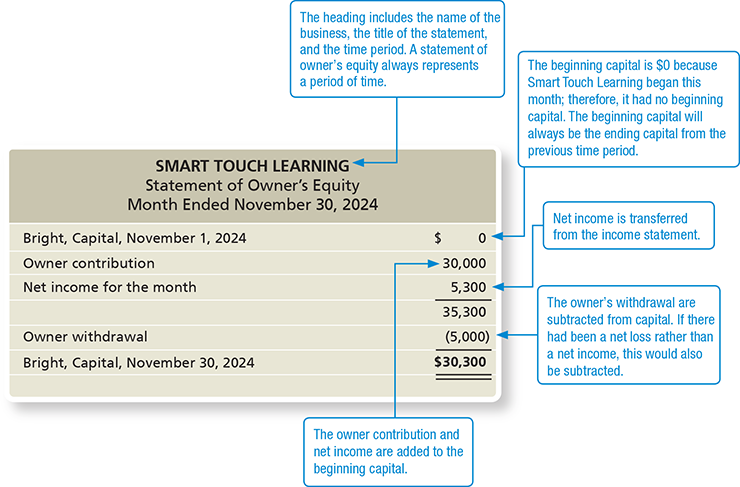 The heading includes the name of the
business, the title of the statement,
and the time period. A statement of
owner's equity always represents
a period of time.
The beginning capital is $0 because
Smart Touch Learning began this
month; therefore, it had no beginning
capital. The beginning capital will
always be the ending capital from the
previous time period.
SMART TOUCH LEARNING
Statement of Owner's Equity
Month Ended November 30, 2024
Bright, Capital, November 1, 2024 $ 0
Owner contribution 30,000
Net income for the month 5,300
35,300
Owner withdrawal (5,000)
Bright, Capital, November 30, 2024 $30,300
Net income is transferred
from the income statement.
The owner's withdrawal are
subtracted from capital. If there
had been a net loss rather than
a net income, this would also
be subtracted.
The owner contribution and
net income are added to the
beginning capital.